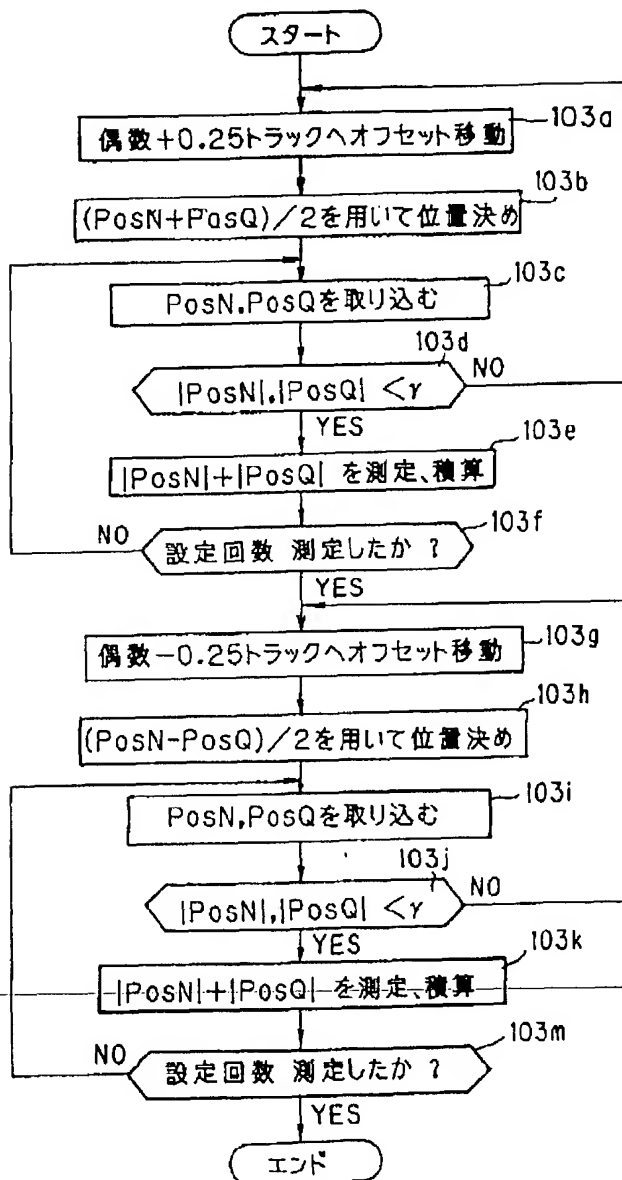 スタート
偶数+0.25トラックへオフセット移動
103a
103b
(PosN+PosQ)/2を用いて位置決め
103c
PosN.PosQを取り込む
103d
|PosN|.|PosQ| <γ
NO
YES
103e
|PosN|+|PosQ| を測定、積算
NO
103f
設定回数 測定したか ?
YES
偶数-0.25トラックへオフセット移動
103g
103h
(PosN-PosQ)/2を用いて位置決め
103i
PosN,PosQを取り込む
103j
|PosN|,|PosQ| <γ
NO
YES
103k
|PosN|+|PosQ| を測定、積算
NO
103m
設定回数 測定したか ?
YES
エンド